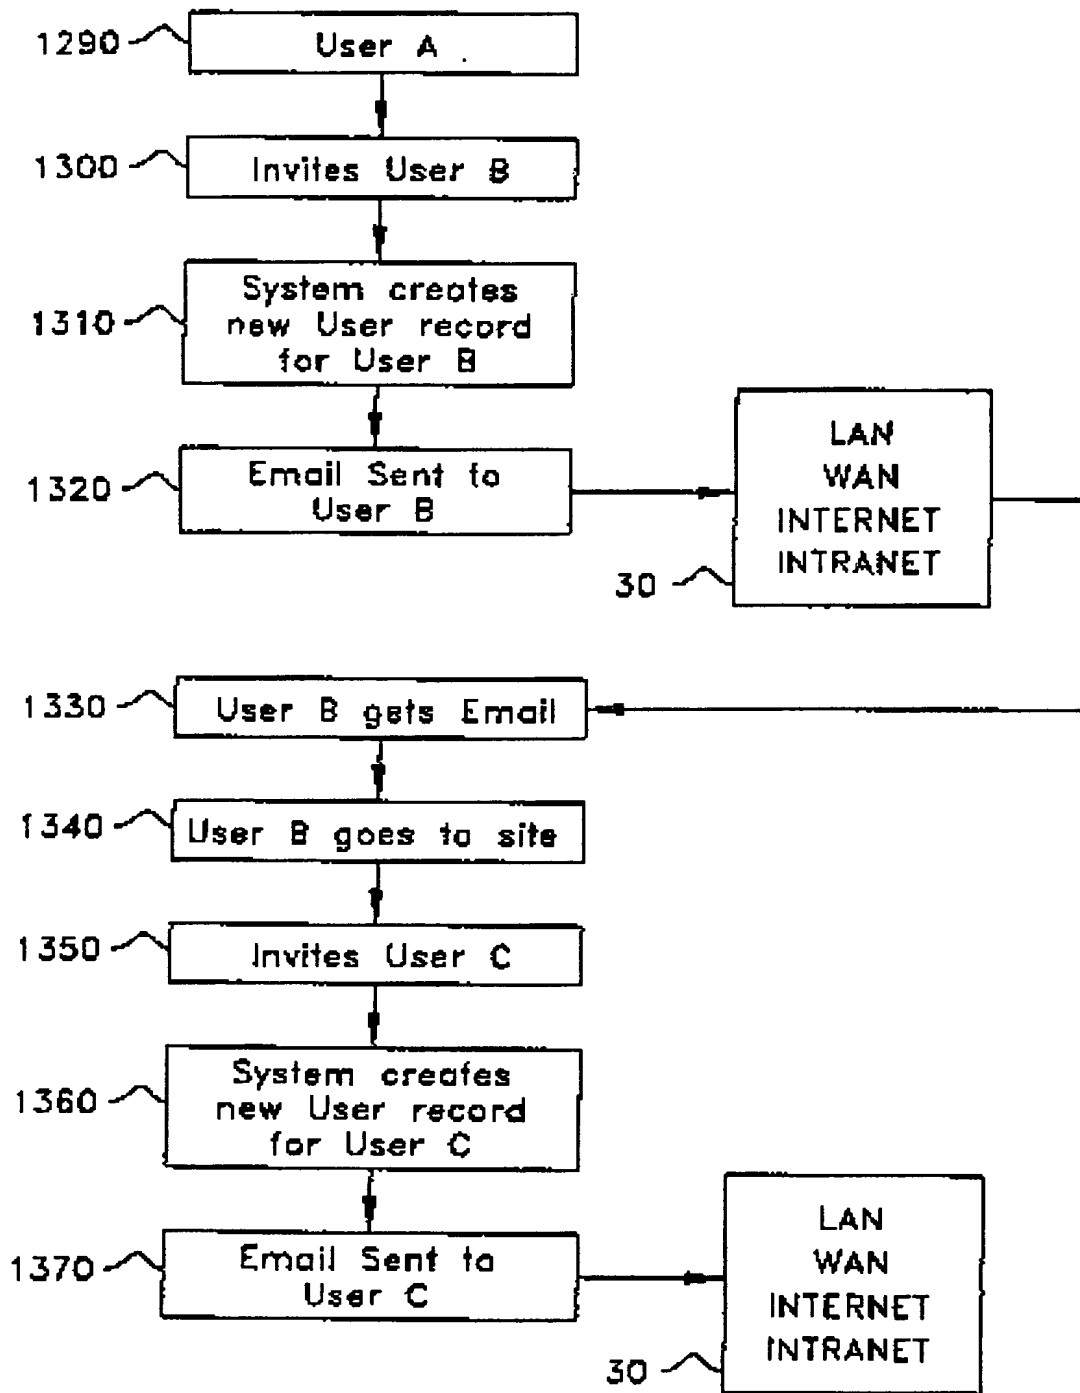 1290
User A
1300
Invites User B
1310
System creates
new User record
for User B
1320
Email Sent to
User B
LAN
WAN
INTERNET
INTRANET
30
1330
User B gets Email
1340
User B goes to site
1350
Invites User C
1360
System creates
new User record
for User C
1370
Email Sent to
User C
LAN
WAN
INTERNET
INTRANET
30